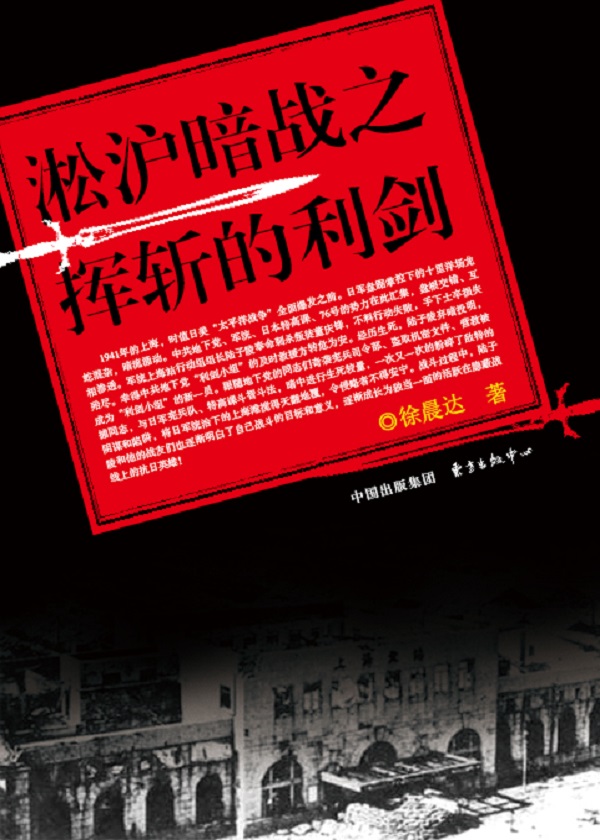 淞沪暗战之
挥斩的利剑
1941年的上海，时值日美“太平洋战争”全面爆发之前。日军盘踞掌控下的十里洋场龙
蛇混杂，暗流涌动。中共地下党、军统、日本特高课、76号的势力在此汇集，盘根交错、互
相渗透。军统上海站行动组组长陆于骏奉命刺杀叛徒董庆锋，不料行动失败，手下士卒损失
殆尽。幸得中共地下党“利剑小组”的及时救援方转危为安。经历生死，陆于骏弃暗投明，
成为“利剑小组”的新一员，跟随地下党的同志们奇袭宪兵司令部、盗取机密文件、营救被
捕同志，与日军宪兵队、特高课斗智斗法，暗中进行生死较量，一次又一次的粉碎了敌特的
阴谋和陷阱，将日军统治下的上海滩搅得天翻地覆，令侵略者不得安宁。战斗过程中，陆于
骏和他的战友们也逐渐明白了自己战斗的目标和意义，逐渐成长为敌当一面的活跃在隐蔽战
线上的抗日英雄！
◎徐晨达 著
中国出版集团 东方出版中心